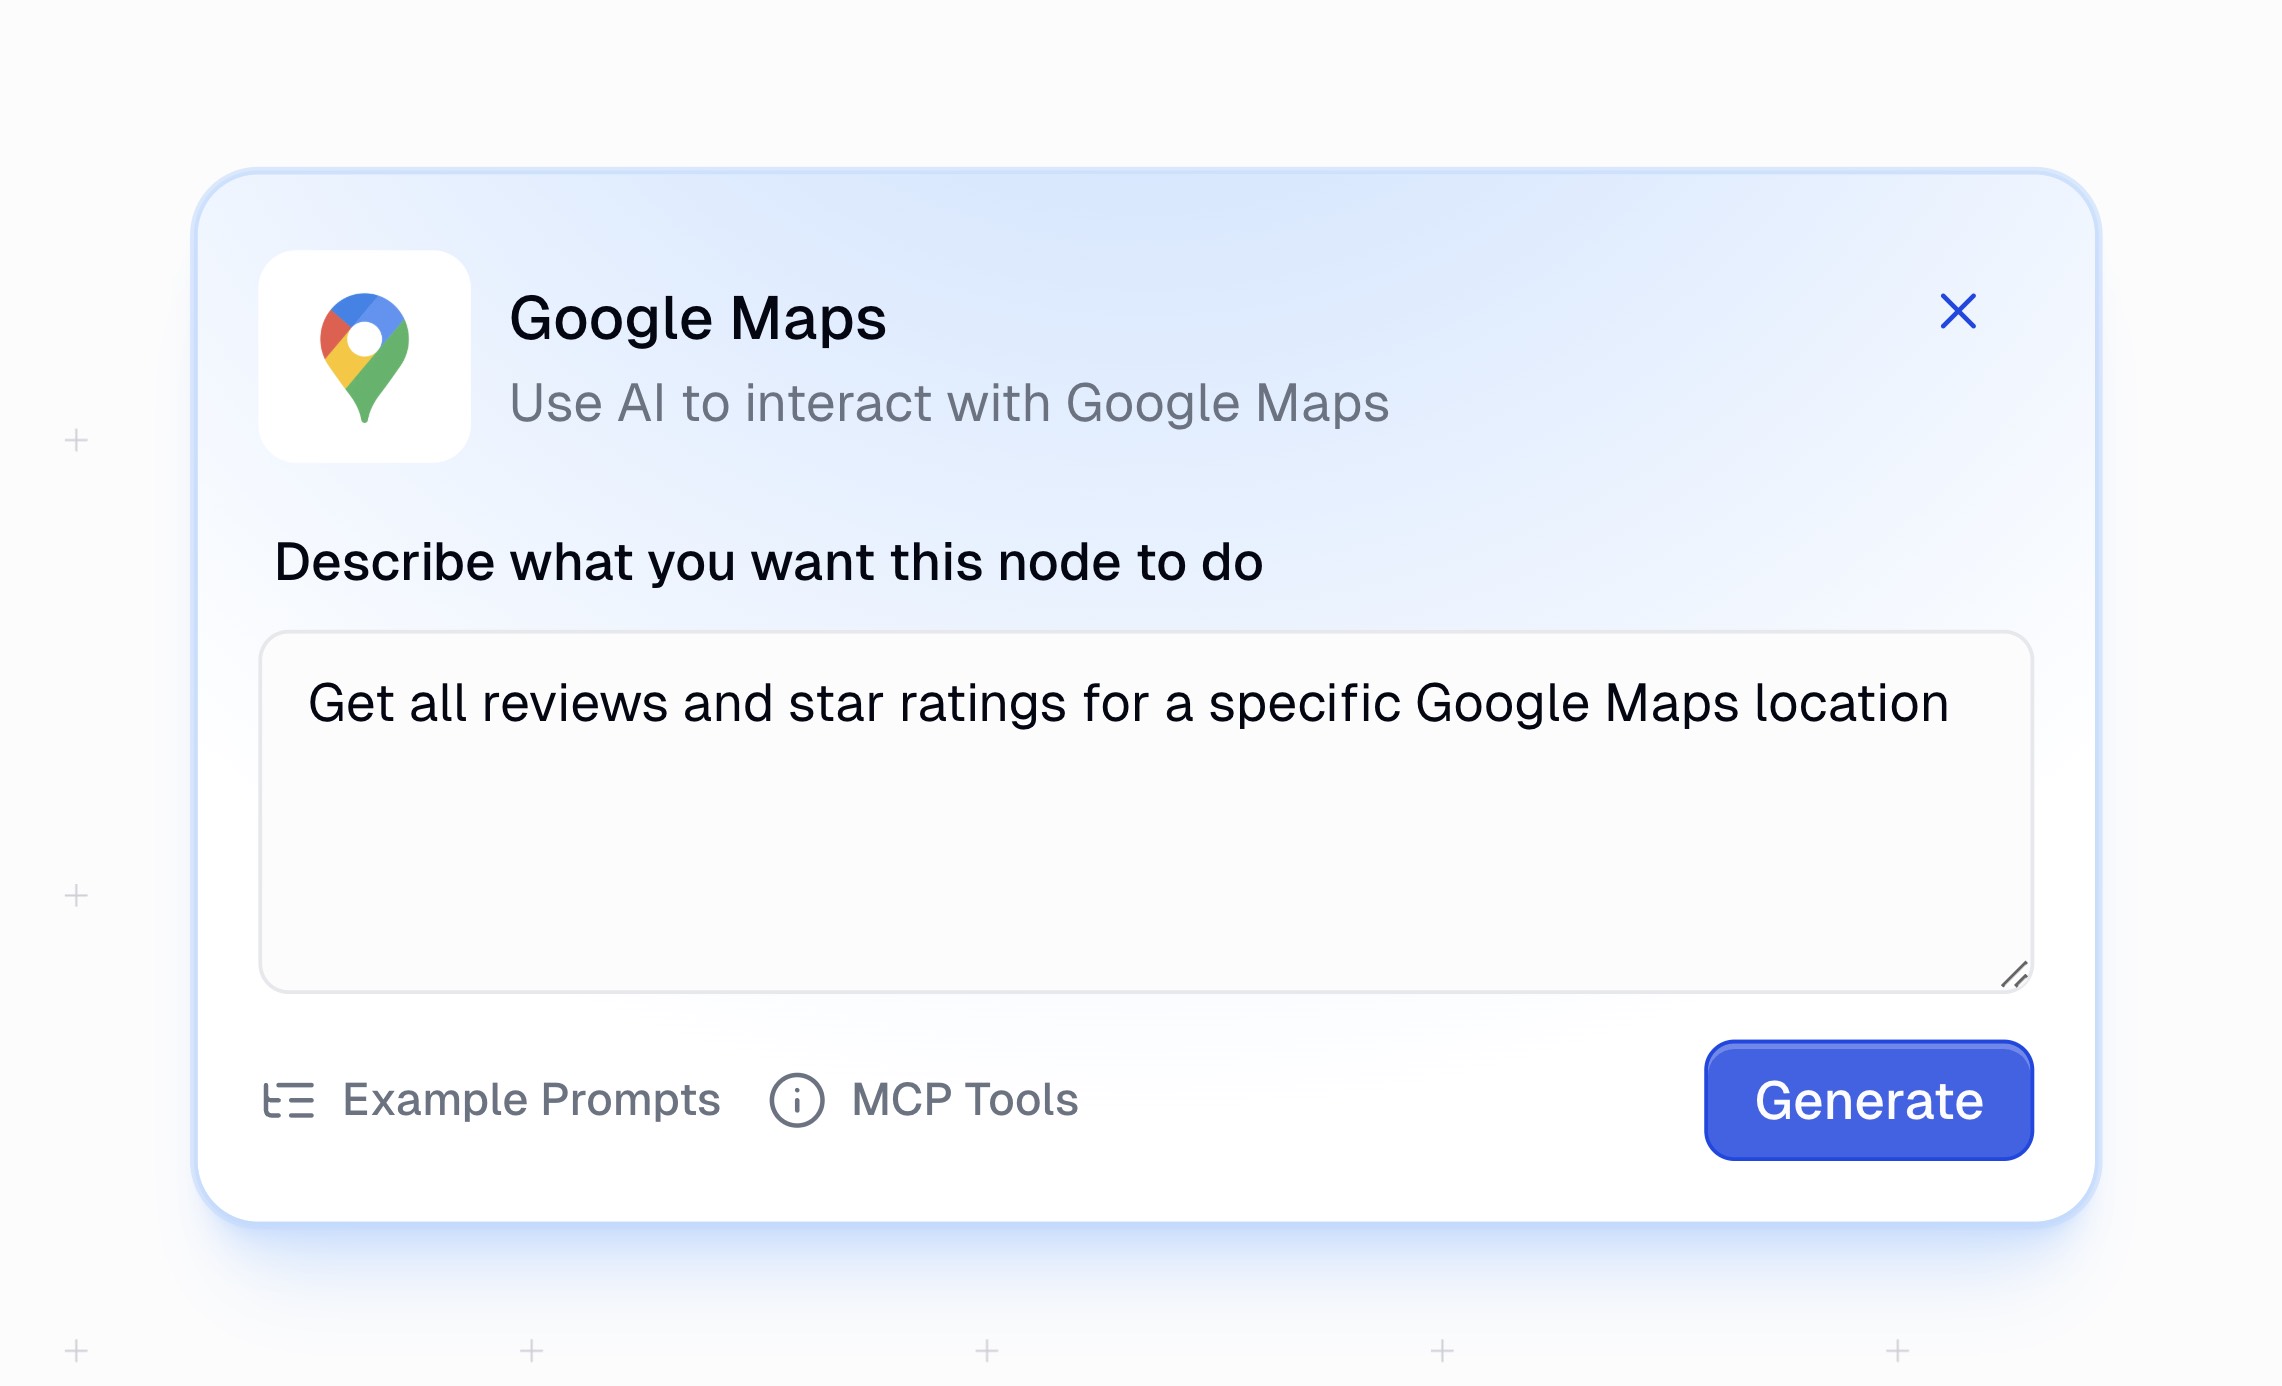 Google Maps
Use AI to interact with Google Maps
Describe what you want this node to do
Get all reviews and star ratings for a specific Google Maps location
Example Prompts
MCP Tools
Generate